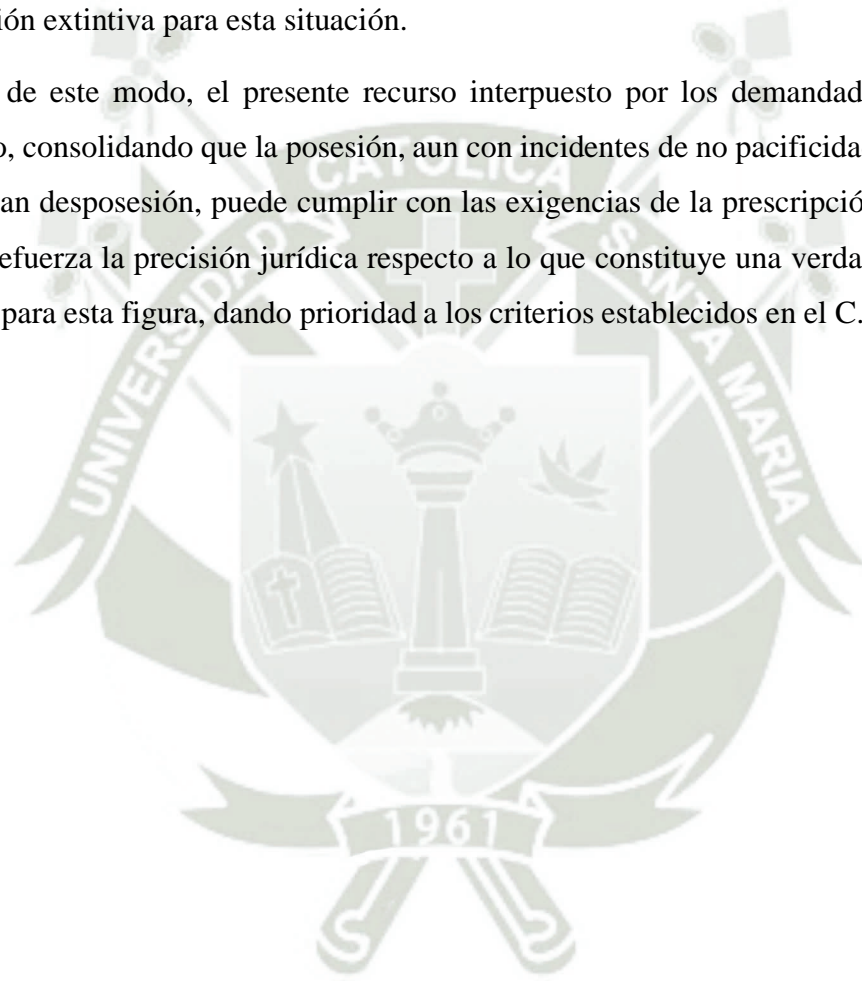 ión extintiva para esta situación.
de este modo, el presente recurso interpuesto por los demandad
o, consolidando que la posesión, aun con incidentes de no pacificida
an desposesión, puede cumplir con las exigencias de la prescripció
efuerza la precisión jurídica respecto a lo que constituye una verda
para esta figura, dando prioridad a los criterios establecidos en el C.
UNIVERSIDAD CATOLICA SANTA MARIA
1961